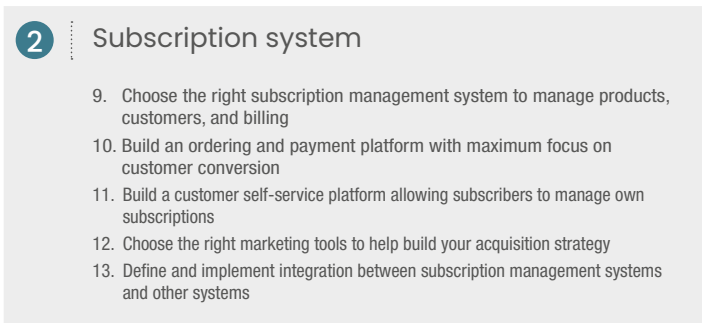 2
Subscription system
9. Choose the right subscription management system to manage products,
customers, and billing
10. Build an ordering and payment platform with maximum focus on
customer conversion
11. Build a customer self-service platform allowing subscribers to manage own
subscriptions
12. Choose the right marketing tools to help build your acquisition strategy
13. Define and implement integration between subscription management systems
and other systems